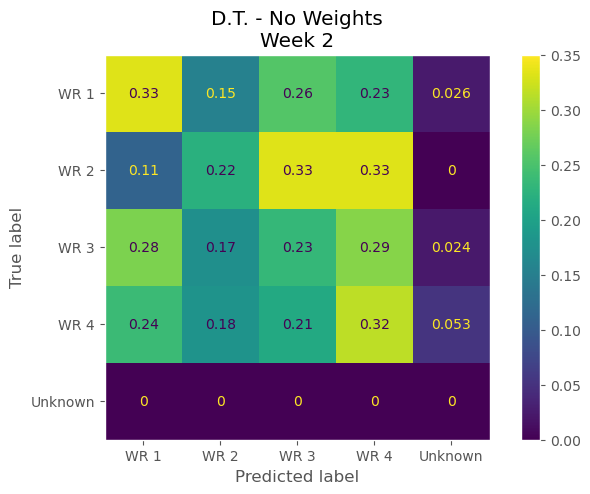 D.T. - No Weights
Week 2
WR 1 0.33 0.15 0.26 0.23 0.026
WR 2 0.11 0.22 0.33 0.33 0
WR 3 0.28 0.17 0.23 0.29 0.024
WR 4 0.24 0.18 0.21 0.32 0.053
Unknown 0 0 0 0 0
WR 1 WR 2 WR 3 WR 4 Unknown
Predicted label
True label
0.35
0.30
0.25
0.20
0.15
0.10
0.05
0.00